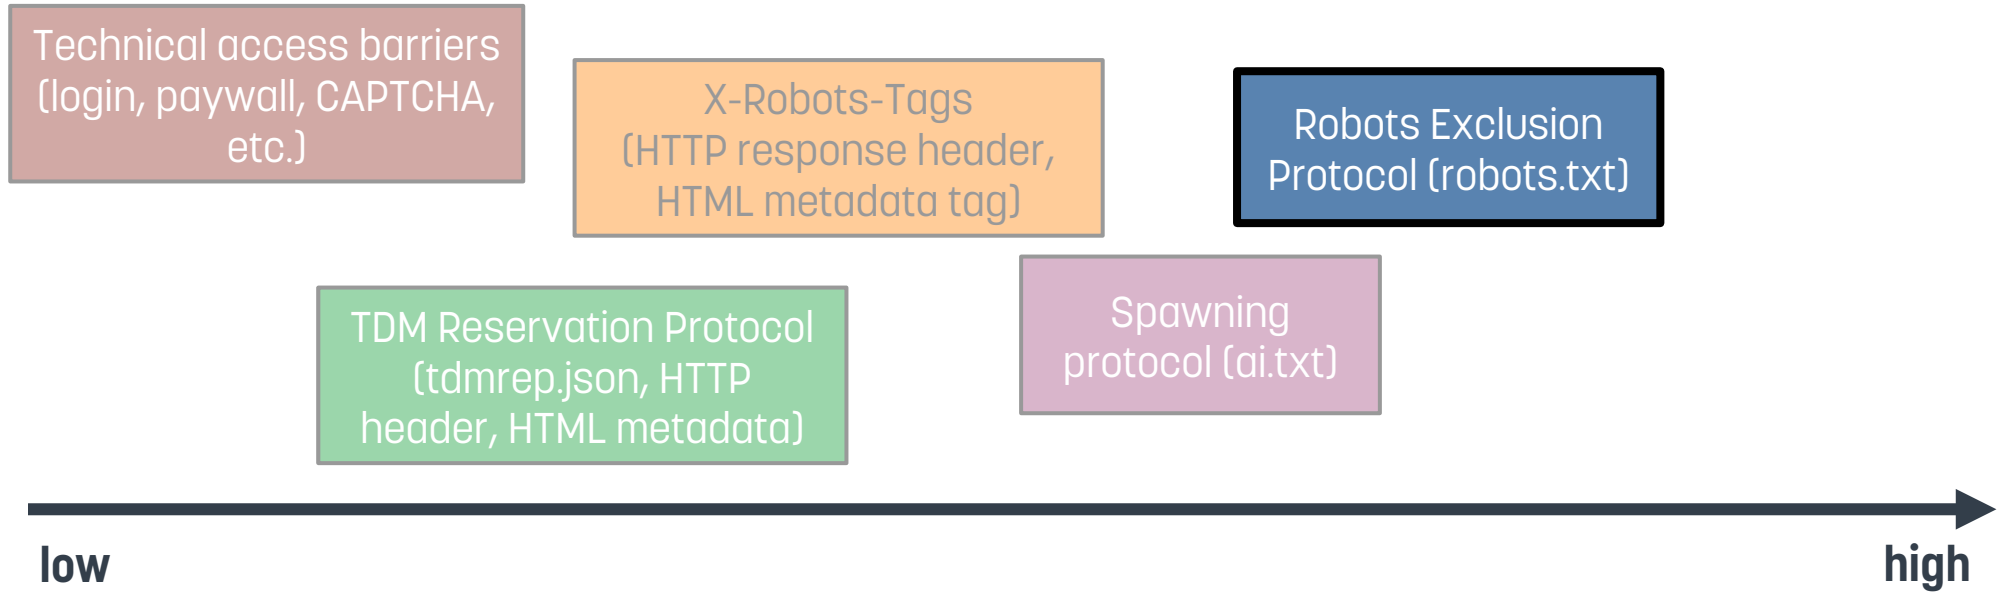 Technical access barriers
(login, paywall, CAPTCHA,
etc.)
X-Robots-Tags
(HTTP response header,
HTML metadata tag)
Robots Exclusion
Protocol (robots.txt)
TDM Reservation Protocol
(tdmrep.json, HTTP
header, HTML metadata)
Spawning
protocol (ai.txt)
low
high